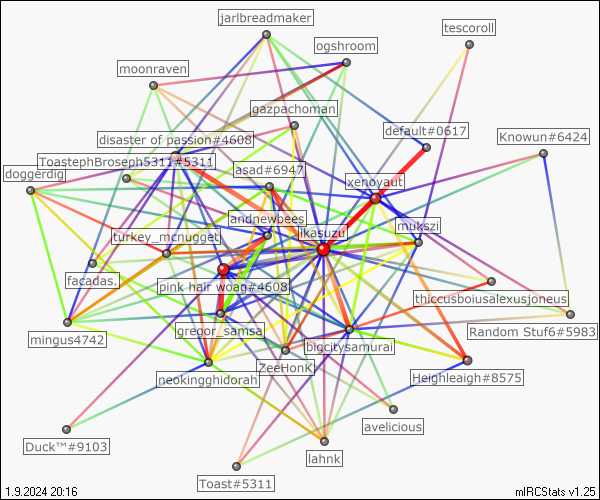 jarlbreadmaker
tescoroll
ogshroom
moonraven
gazpachoman
default#0617
disaster of passion#4608
Knowun#6424
ToastephBroseph5311#5311
doggerdig
asad#6947
xenoyaut
andnewbees
mukszi
likasuzu
turkey_mcnugget
facadas.
pink hair woag#4608
thiccusboiusalexusjoneus
gregor_samsa
Random Stuf6#5983
mingus4742
bigcitysamurai
ZeeHonk
neokingghidorah
Heighleigh#8575
avelicious
Duck™#9103
lahnk
Toast#5311
1.9.2024 20:16
mIRCStats v1.25